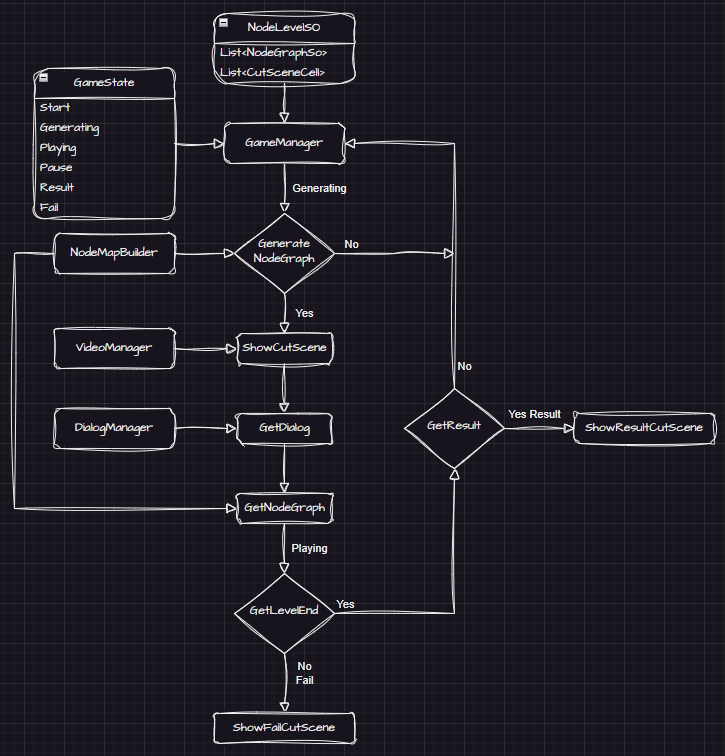 NodeLevelSO
List<NodeGraphSo>
List<CutSceneCell>
GameState
Start
Generating
Playing
Pause
Result
Fail
GameManager
Generating
NodeMapBuilder
Generate
NodeGraph
No
Yes
VideoManager
ShowCutScene
No
DialogManager
GetDialog
GetResult
Yes Result
ShowResultCutScene
GetNodeGraph
Playing
GetLevelEnd
Yes
No
Fail
ShowFailCutScene